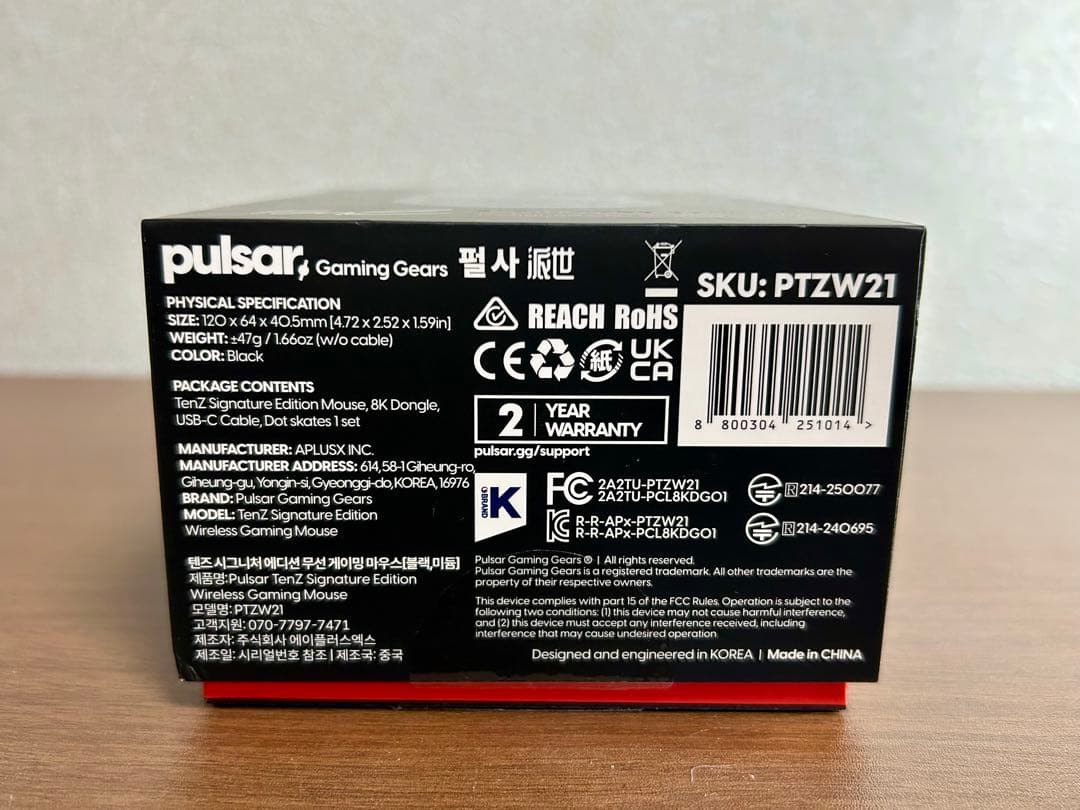 pulsar Gaming Gears 펄사 派世
PHYSICAL SPECIFICATION
SIZE: 120 x 64 x 40.5mm [4.72 x 2.52 x 1.59in]
WEIGHT: ±47g / 1.66oz (w/o cable)
COLOR: Black
PACKAGE CONTENTS
TenZ Signature Edition Mouse, 8K Dongle,
USB-C Cable, Dot skates 1 set
MANUFACTURER: APLUSX INC.
MANUFACTURER ADDRESS: 614, 58-1 Giheung-ro,
Giheung-gu, Yongin-si, Gyeonggi-do, KOREA, 16976
BRAND: Pulsar Gaming Gears
MODEL: TenZ Signature Edition
Wireless Gaming Mouse
텐즈 시그니처 에디션 무선 게이밍 마우스[블랙,미듐]
제품명:Pulsar TenZ Signature Edition
Wireless Gaming Mouse
모델명: PTZW21
고객지원: 070-7797-7471
제조자: 주식회사 에이플러스엑스
제조일: 시리얼번호 참조 | 제조국: 중국
REACH RoHS
CE 紙 UK
CA
2 YEAR
WARRANTY
pulsar.gg/support
K
BRAND
FC 2A2TU-PTZW21
2A2TU-PCL8KDG01
KC R-R-APx-PTZW21
R-R-APx-PCL8KDG01
R 214-250077
R 214-240695
SKU: PTZW21
8 800304 251014 >
Pulsar Gaming Gears ® | All rights reserved.
Pulsar Gaming Gears is a registered trademark. All other trademarks are the
property of their respective owners.
This device complies with part 15 of the FCC Rules. Operation is subject to the
following two conditions: (1) this device may not cause harmful interference,
and (2) this device must accept any interference received, including
interference that may cause undesired operation
Designed and engineered in KOREA | Made in CHINA